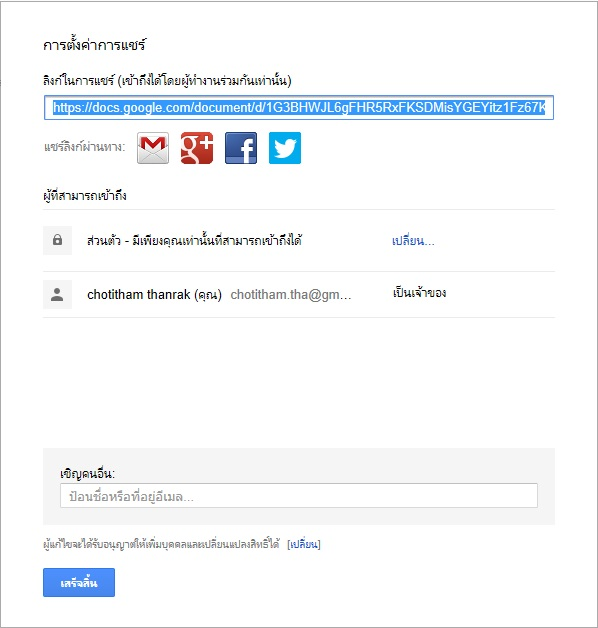 การตั้งค่าการแชร์
ลิงก์ในการแชร์ (เข้าถึงได้โดยผู้ทำงานร่วมกันเท่านั้น)
https://docs.google.com/document/d/1G3BHWJL6gFHR5RxFKSDMisYGEYitz1Fz67K
แชร์ลิงก์ผ่านทาง:
ผู้ที่สามารถเข้าถึง
ส่วนตัว - มีเพียงคุณเท่านั้นที่สามารถเข้าถึงได้ เปลี่ยน...
chotitham thanrak (คุณ) chotitham.tha@gm... เป็นเจ้าของ
เชิญคนอื่น:
ป้อนชื่อหรือที่อยู่อีเมล...
ผู้แก้ไขจะได้รับอนุญาตให้เพิ่มบุคคลและเปลี่ยนแปลงสิทธิ์ได้ [เปลี่ยน]
เสร็จสิ้น